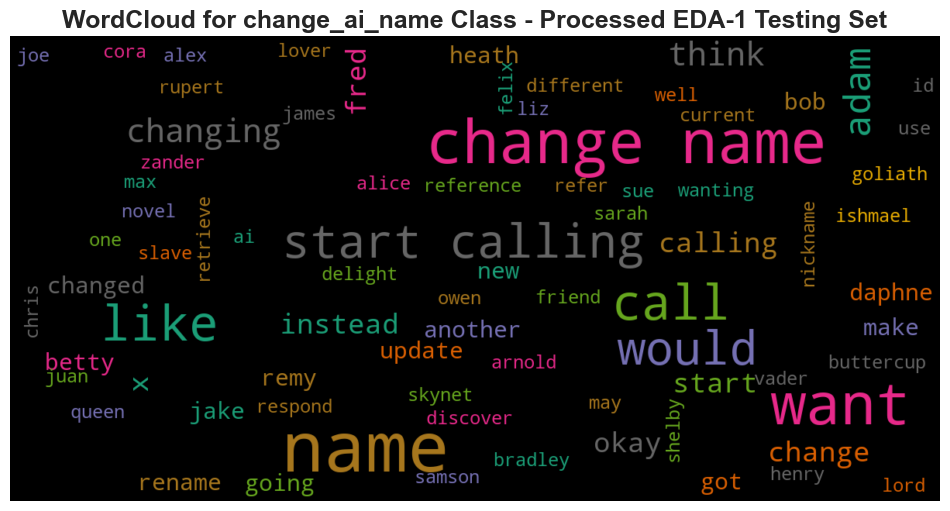 WordCloud for change_ai_name Class - Processed EDA-1 Testing Set
joe
cora
alex
lover
fred
heath
think
adam
id
rupert
felix
different
well
bob
changing
james
liz
current
use
change name
zander
max
alice
reference
refer
sue
wanting
goliath
novel
retrieve
sarah
nickname
ishmael
one
slave
ai
start calling
calling
delight
new
changed
chris
owen
friend
call
daphne
like
instead
another
would
make
betty
update
arnold
buttercup
juan
x
remy
skynet
start
vader
queen
jake
respond
discover
may
shelby
want
name
okay
change
bradley
samson
henry
rename
going
got
lord